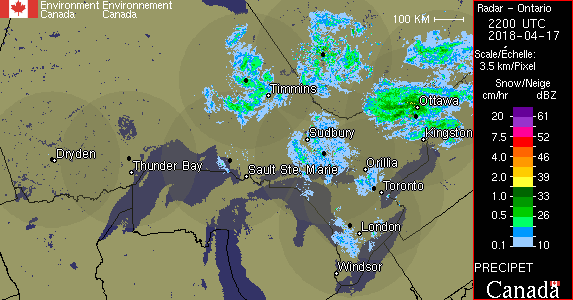 Environment Environnement
Canada Canada
100 KM
Timmins
Ottawa
Sudbury
Kingston
Dryden
Thunder Bay
Sault Ste. Marie
Orillia
Toronto
London
Windsor
Radar - Ontario
2200 UTC
2018-04-17
Scale/Échelle:
3.5 km/Pixel
Snow/Neige
cm/hr dBZ
20 61
7.5 57
5.5 52
4.0 46
2.0 39
1.0 33
0.5 26
0.1 10
PRECIPET
Canada